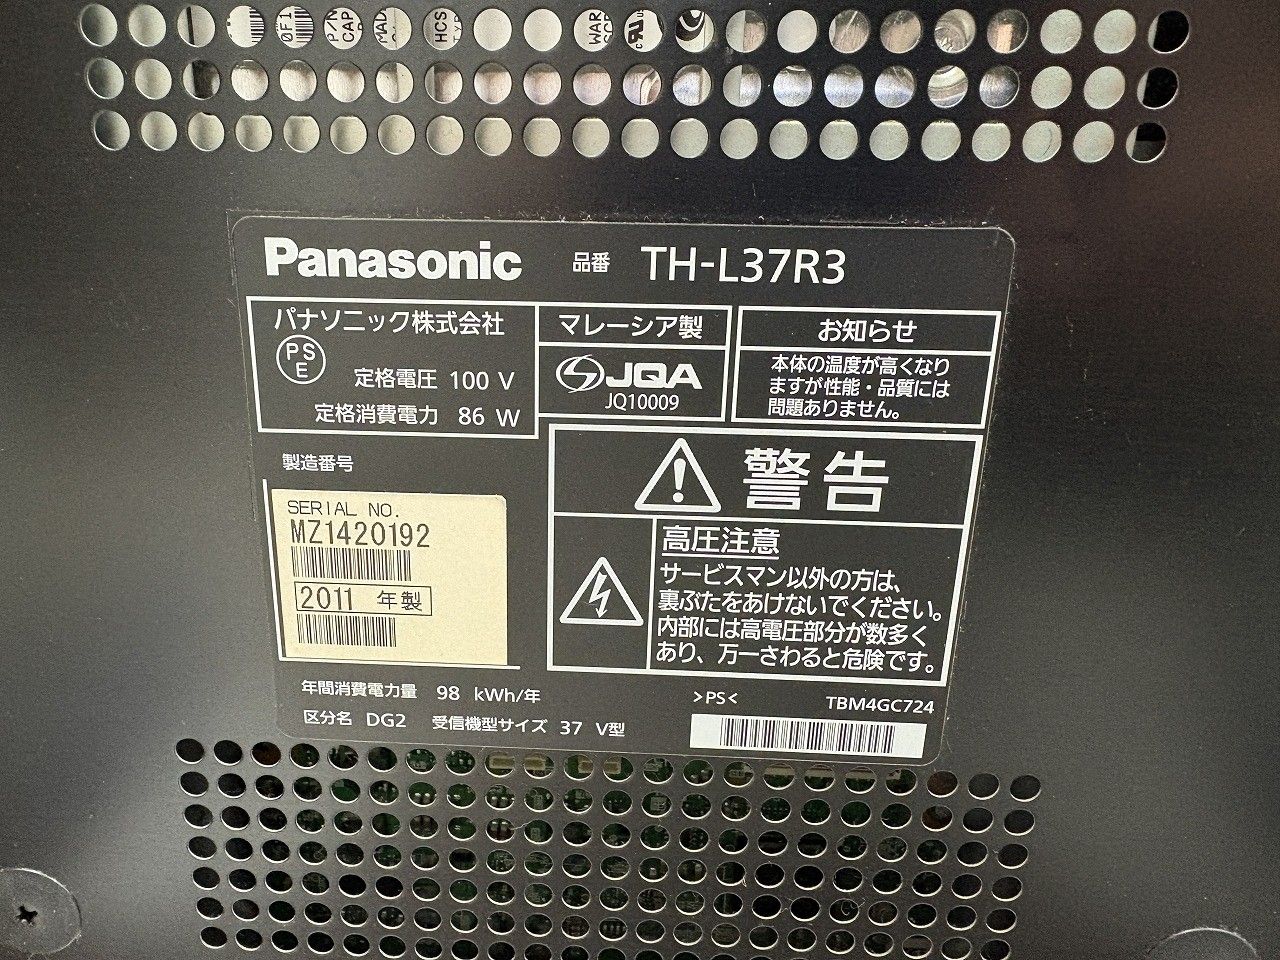 0F1
HCS
WAR
Panasonic 品番 TH-L37R3
パナソニック株式会社
PS
E
定格電圧 100 V
定格消費電力 86 W
マレーシア製
JQA
JQ10009
お知らせ
本体の温度が高くなり
ますが性能・品質には
問題ありません。
製造番号
SERIAL NO.
MZ1420192
2011 年製
警告
高圧注意
サービスマン以外の方は、
裏ぶたをあけないでください。
内部には高電圧部分が数多く
あり、万一さわると危険です。
年間消費電力量 98 kWh/年
区分名 DG2 受信機型サイズ 37 V型
>PS<
TBM4GC724